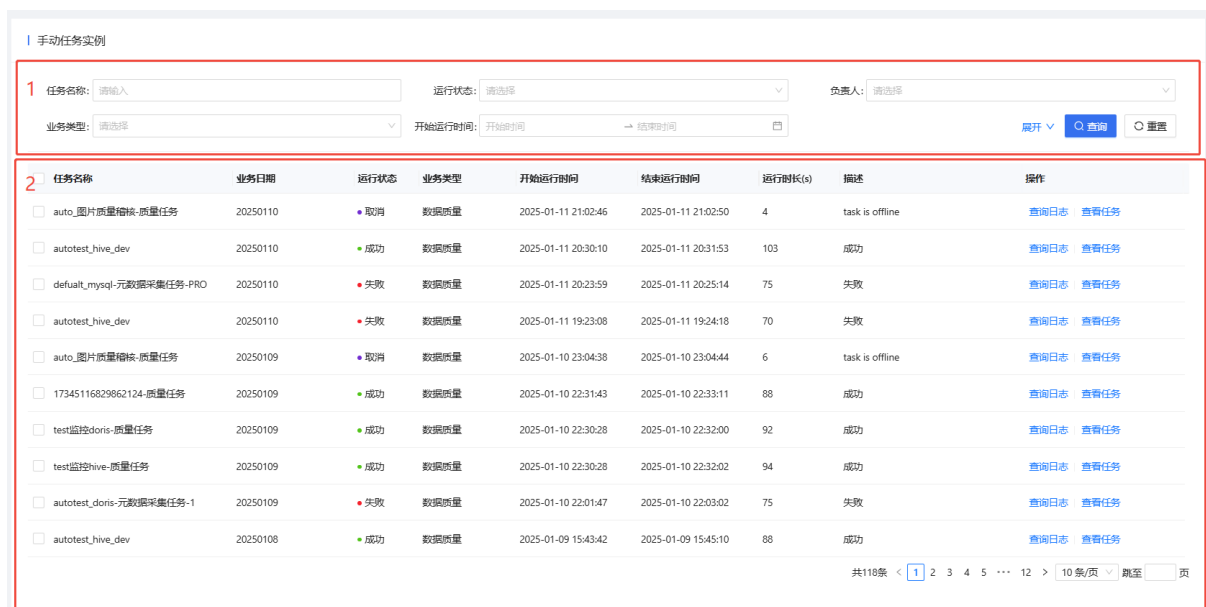 手动任务实例
1 任务名称: 请输入 运行状态: 请选择 负责人: 请选择
业务类型: 请选择 开始运行时间: 开始时间 → 结束时间 展开 查询 重置
2 任务名称 业务日期 运行状态 业务类型 开始运行时间 结束运行时间 运行时长(s) 描述 操作
auto_图片质量稽核-质量任务 20250110 取消 数据质量 2025-01-11 21:02:46 2025-01-11 21:02:50 4 task is offline 查询日志 查看任务
autotest_hive_dev 20250110 成功 数据质量 2025-01-11 20:30:10 2025-01-11 20:31:53 103 成功 查询日志 查看任务
defualt_mysql-元数据采集任务-PRO 20250110 失败 数据质量 2025-01-11 20:23:59 2025-01-11 20:25:14 75 失败 查询日志 查看任务
autotest_hive_dev 20250110 失败 数据质量 2025-01-11 19:23:08 2025-01-11 19:24:18 70 失败 查询日志 查看任务
auto_图片质量稽核-质量任务 20250109 取消 数据质量 2025-01-10 23:04:38 2025-01-10 23:04:44 6 task is offline 查询日志 查看任务
17345116829862124-质量任务 20250109 成功 数据质量 2025-01-10 22:31:43 2025-01-10 22:33:11 88 成功 查询日志 查看任务
test监控doris-质量任务 20250109 成功 数据质量 2025-01-10 22:30:28 2025-01-10 22:32:00 92 成功 查询日志 查看任务
test监控hive-质量任务 20250109 成功 数据质量 2025-01-10 22:30:28 2025-01-10 22:32:02 94 成功 查询日志 查看任务
autotest_doris-元数据采集任务-1 20250109 失败 数据质量 2025-01-10 22:01:47 2025-01-10 22:03:02 75 失败 查询日志 查看任务
autotest_hive_dev 20250108 成功 数据质量 2025-01-09 15:43:42 2025-01-09 15:45:10 88 成功 查询日志 查看任务
共118条 < 1 2 3 4 5 ··· 12 > 10 条/页 跳至 页